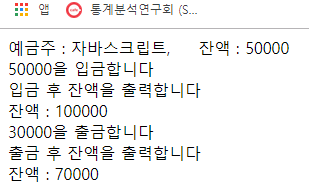 앱 통계분석연구회 (S...
예금주 : 자바스크립트, 잔액 : 50000
50000을 입금합니다
입금 후 잔액을 출력합니다
잔액 : 100000
30000을 출금합니다
출금 후 잔액을 출력합니다
잔액 : 70000